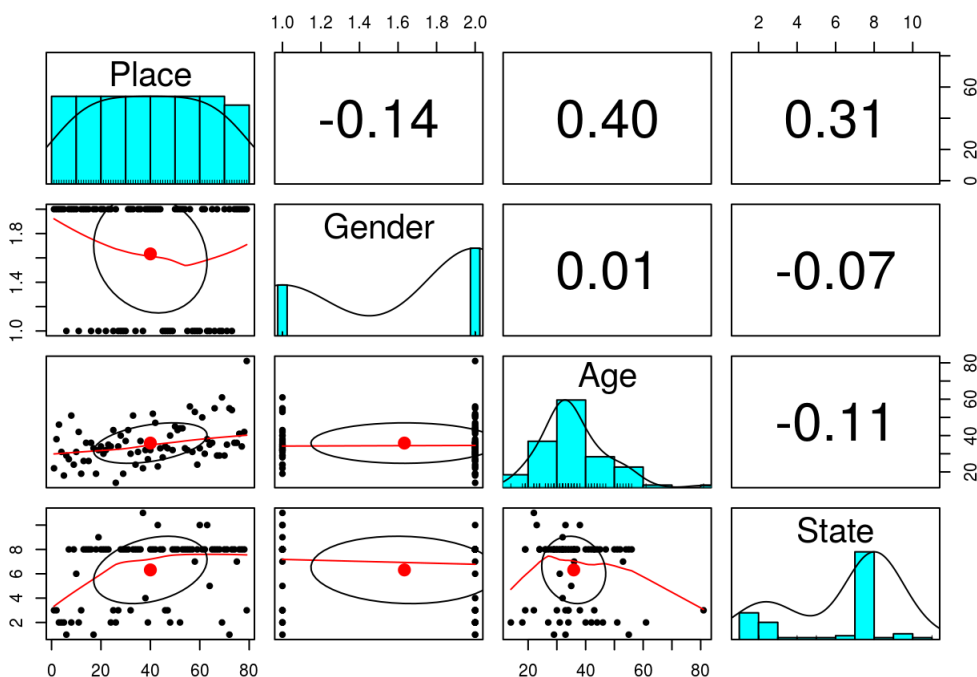 1.0 1.2 1.4 1.6 1.8 2.0 2 4 6 8 10
Place -0.14 0.40 0.31
0 20 40 60
1.0 1.4 1.8
Gender 0.01 -0.07
Age -0.11
20 40 60 80
2 4 6 8
State
0 20 40 60 80 20 40 60 80